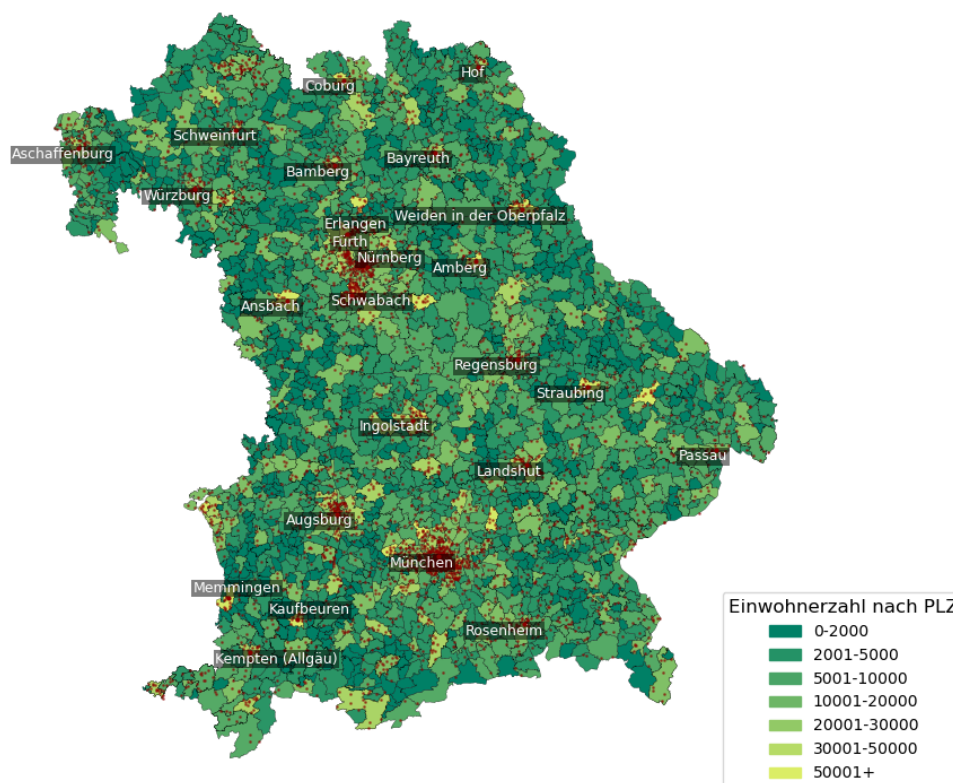 Hof
Coburg
Schweinfurt
Aschaffenburg
Bayreuth
Bamberg
Würzburg
Weiden in der Oberpfalz
Erlangen
Fürth
Nürnberg
Amberg
Schwabach
Ansbach
Regensburg
Straubing
Ingolstadt
Passau
Landshut
Augsburg
München
Memmingen
Kaufbeuren
Rosenheim
Kempten (Allgäu)
Einwohnerzahl nach PLZ
0-2000
2001-5000
5001-10000
10001-20000
20001-30000
30001-50000
50001+